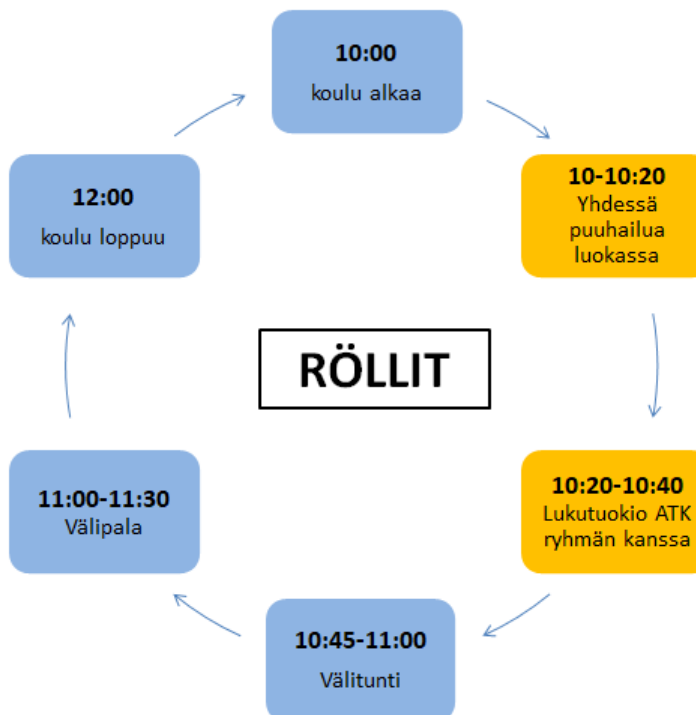 10:00
koulu alkaa
10-10:20
Yhdessä
puuhailua
luokassa
10:20-10:40
Lukutuokio ATK
ryhmän kanssa
10:45-11:00
Välitunti
11:00-11:30
Välipala
12:00
koulu loppuu
RÖLLIT